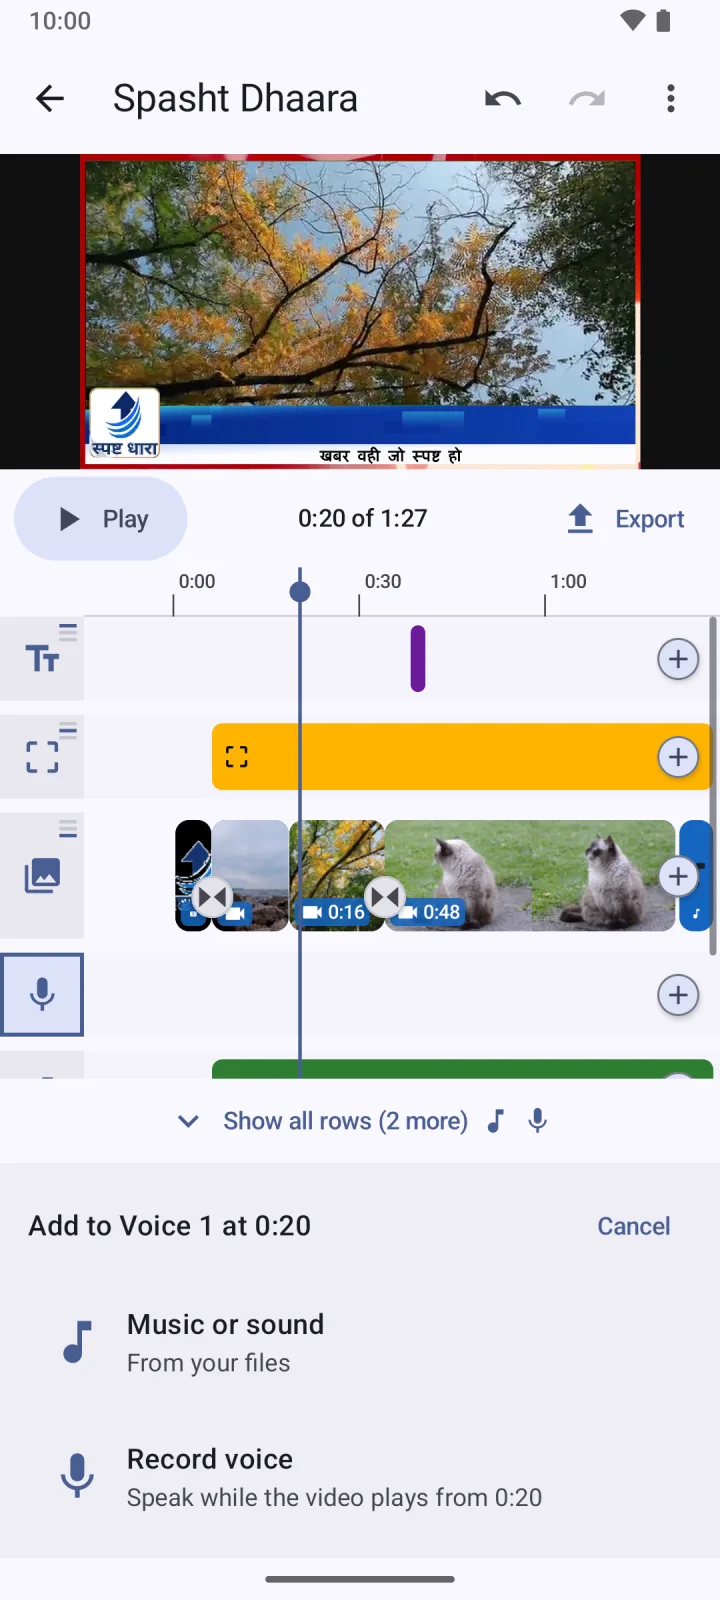 10:00
Spasht Dhaara
स्पष्ट धारा
खबर वही जो स्पष्ट हो
Play
0:20 of 1:27
Export
0:00
0:30
1:00
0:16
0:48
Show all rows (2 more)
Add to Voice 1 at 0:20
Cancel
Music or sound
From your files
Record voice
Speak while the video plays from 0:20